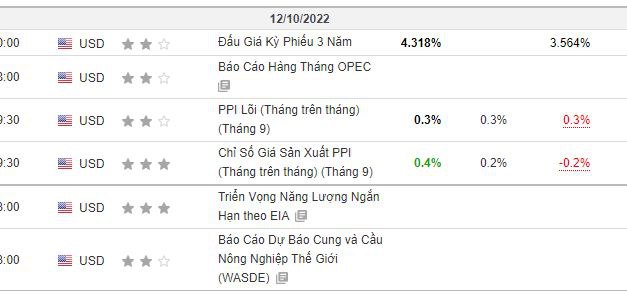 12/10/2022
0:00 USD Đấu Giá Kỳ Phiếu 3 Năm 4.318% 3.564%
3:00 USD Báo Cáo Hàng Tháng OPEC
9:30 USD PPI Lõi (Tháng trên tháng) (Tháng 9) 0.3% 0.3% 0.3%
9:30 USD Chỉ Số Giá Sản Xuất PPI (Tháng trên tháng) (Tháng 9) 0.4% 0.2% -0.2%
3:00 USD Triển Vọng Năng Lượng Ngắn Hạn theo EIA
3:00 USD Báo Cáo Dự Báo Cung và Cầu Nông Nghiệp Thế Giới (WASDE)